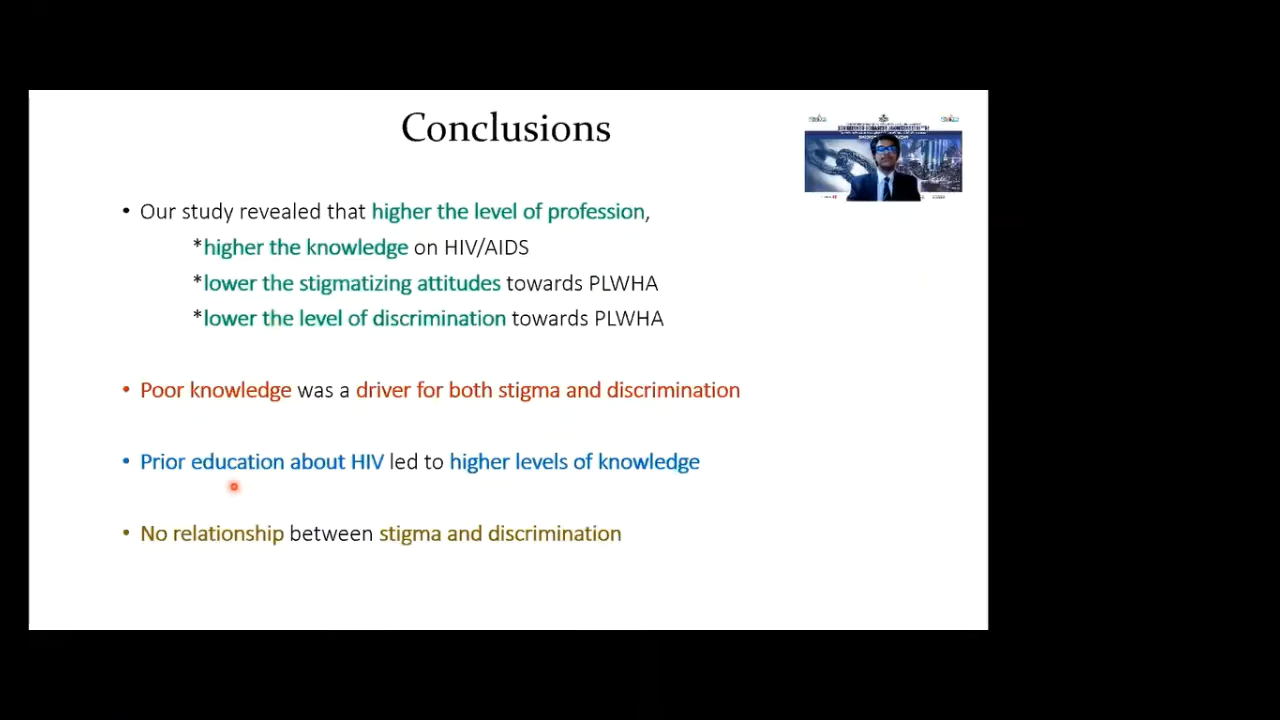 Conclusions
• Our study revealed that higher the level of profession,
*higher the knowledge on HIV/AIDS
*lower the stigmatizing attitudes towards PLWHA
*lower the level of discrimination towards PLWHA
• Poor knowledge was a driver for both stigma and discrimination
• Prior education about HIV led to higher levels of knowledge
• No relationship between stigma and discrimination